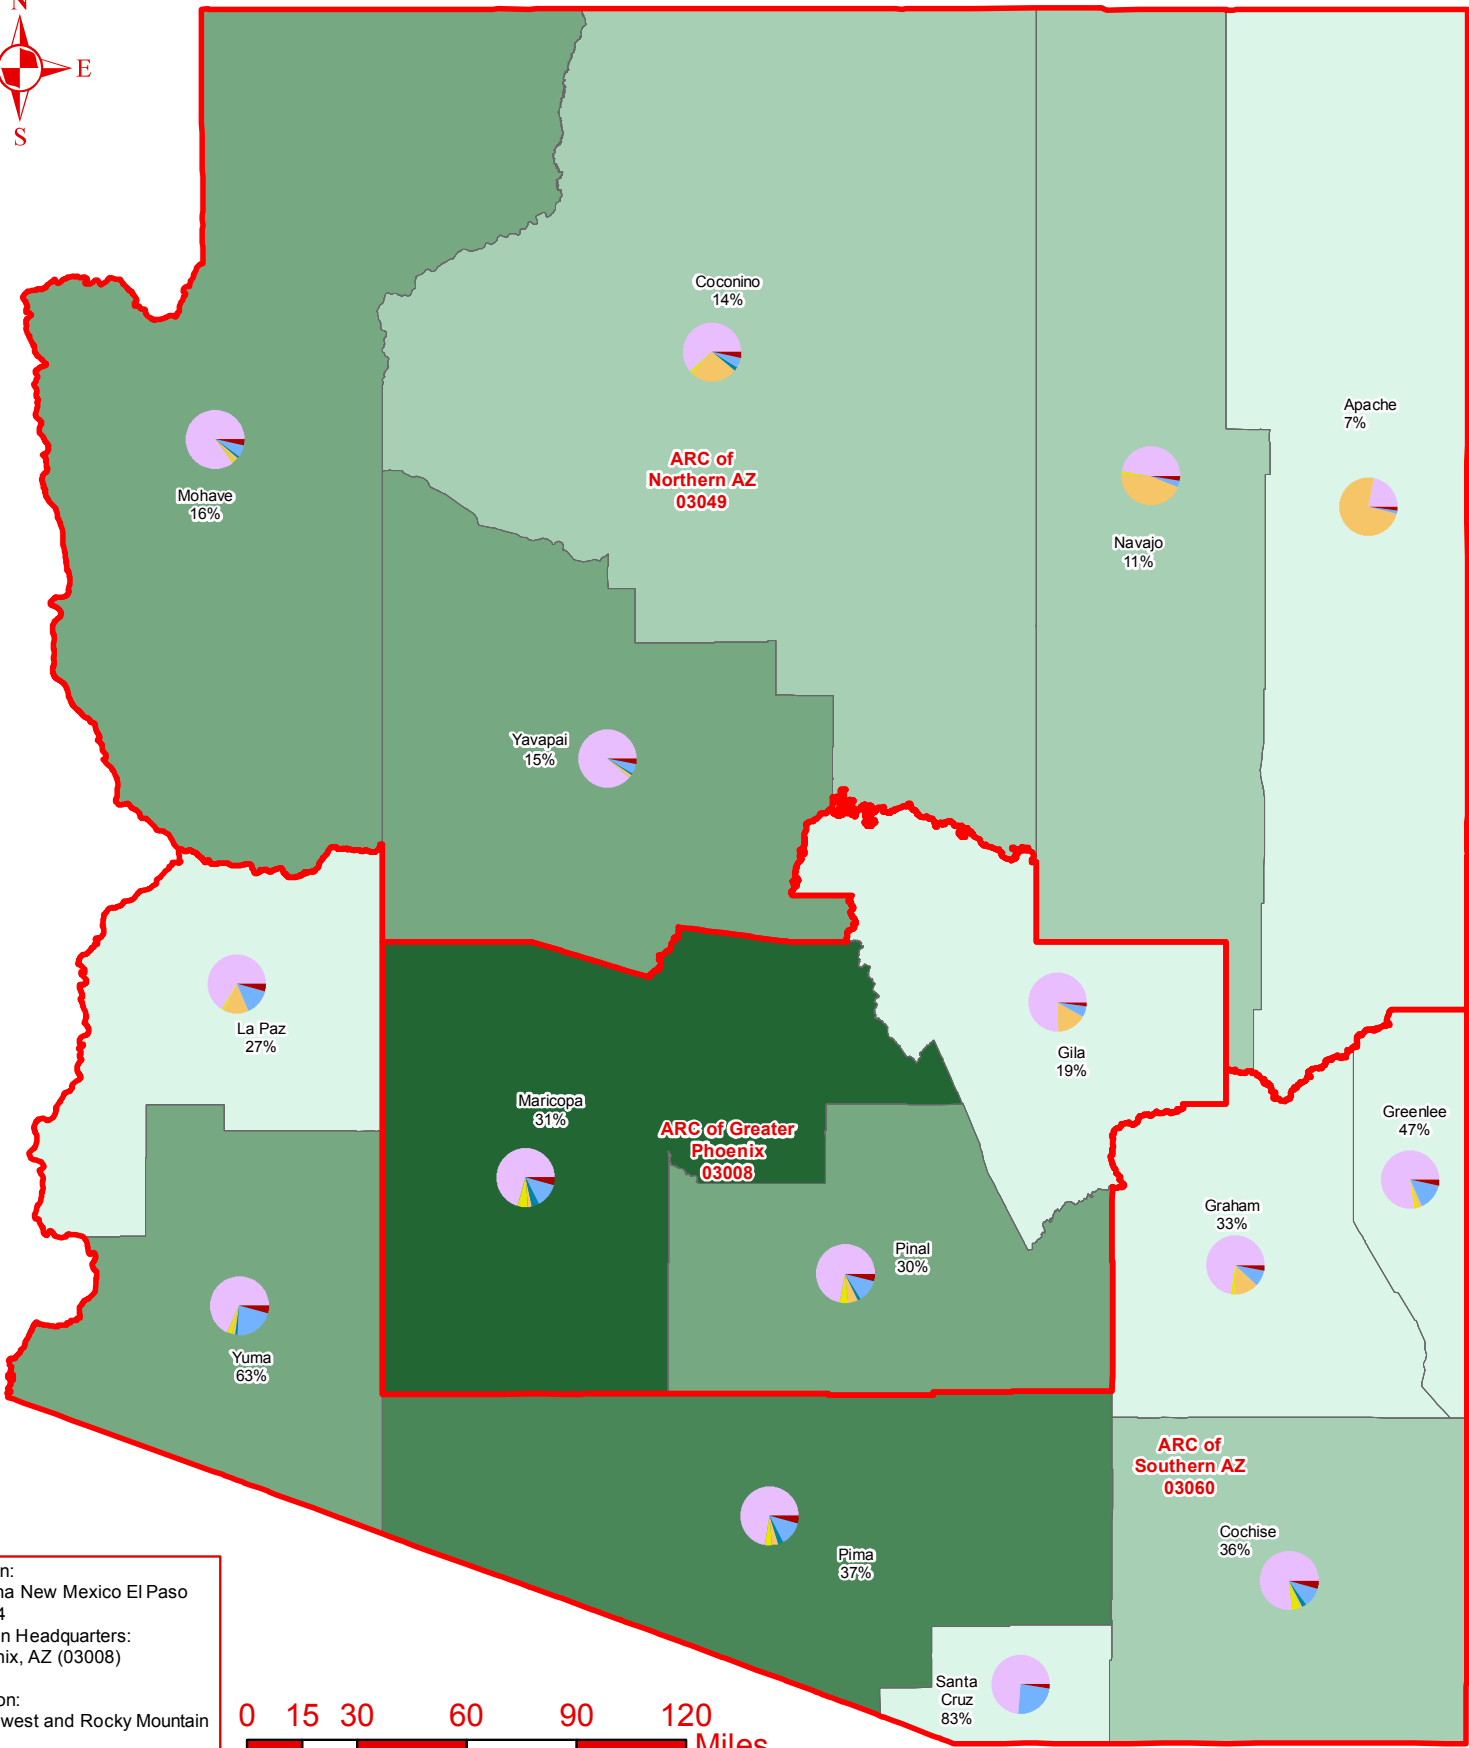 N
E
S
Coconino
14%
Apache
7%
ARC of
Northern AZ
03049
Mohave
16%
Navajo
11%
Yavapai
15%
La Paz
27%
Gila
19%
Maricopa
31%
ARC of Greater
Phoenix
03008
Greenlee
47%
Graham
33%
Pinal
30%
Yuma
63%
ARC of
Southern AZ
03060
Cochise
36%
Pima
37%
Santa
Cruz
83%
n:
na New Mexico El Paso
4
n Headquarters:
nix, AZ (03008)
on:
west and Rocky Mountain
0 15 30 60 90 120
Miles